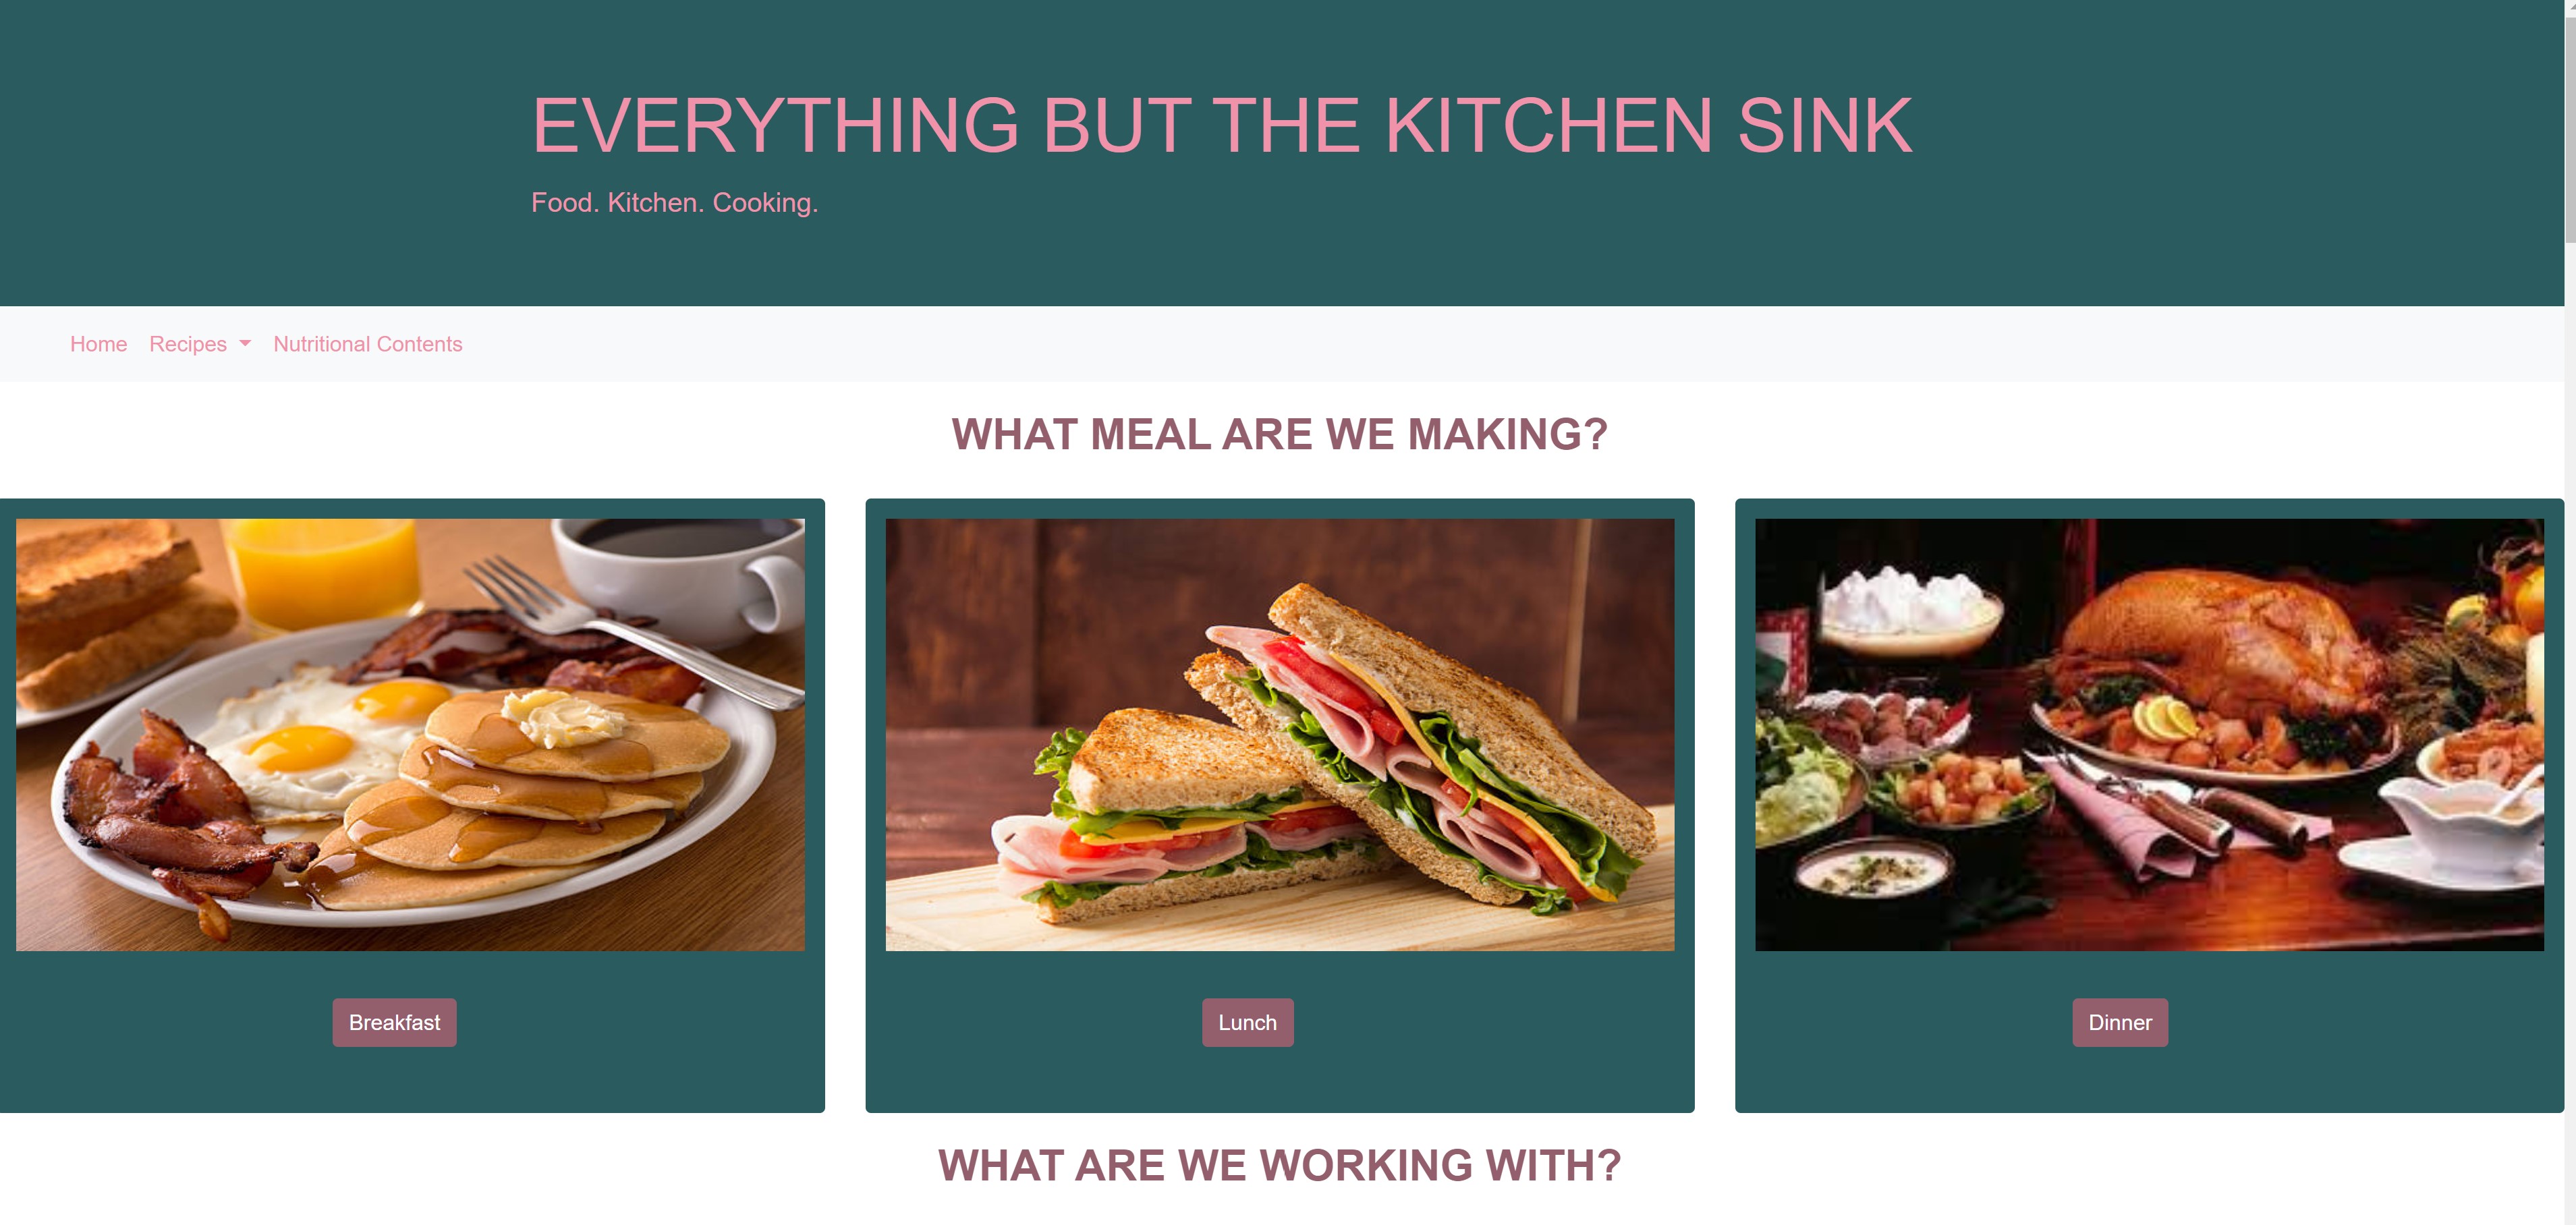 EVERYTHING BUT THE KITCHEN SINK
Food. Kitchen. Cooking.
Home Recipes Nutritional Contents
WHAT MEAL ARE WE MAKING?
Breakfast Lunch Dinner
WHAT ARE WE WORKING WITH?